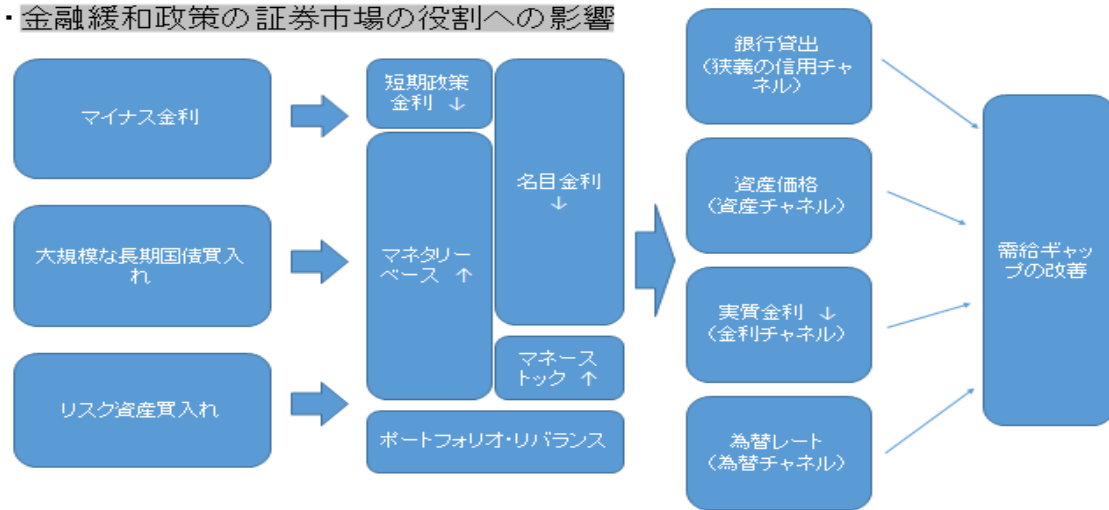 ・金融緩和政策の証券市場の役割への影響
マイナス金利
大規模な長期国債買入
れ
リスク資産買入れ
短期政策
金利 ↓
マネタリー
ベース ↑
名目金利
↓
マネース
トック ↑
ポートフォリオ・リバランス
銀行貸出
(狭義の信用チャ
ネル)
資産価格
(資産チャネル)
実質金利 ↓
(金利チャネル)
為替レート
(為替チャネル)
需給ギャッ
プの改善